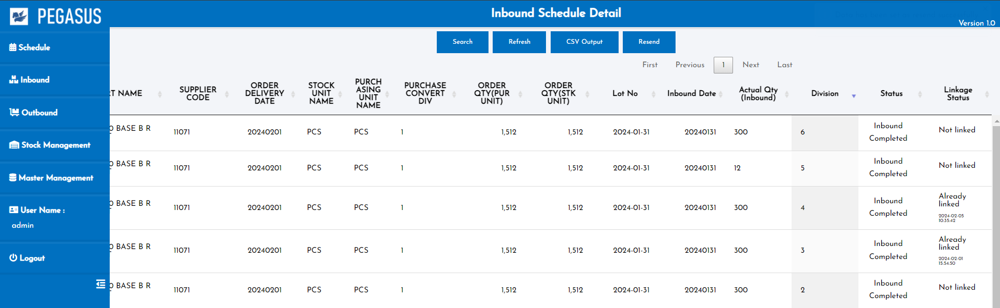 PEGASUS
Inbound Schedule Detail
Version 1.0
Schedule
Inbound
Outbound
Stock Management
Master Management
User Name :
admin
Logout
Search Refresh CSV Output Resend
First Previous 1 Next Last
RT NAME
SUPPLIER
CODE
ORDER
DELIVERY
DATE
STOCK
UNIT
NAME
PURCH
ASING
UNIT
NAME
PURCHASE
CONVERT
DIV
ORDER
QTY(PUR
UNIT)
ORDER
QTY(STK
UNIT)
Lot No
Inbound Date
Actual Qty
(Inbound)
Division
Status
Linkage
Status
0 BASE B R
11071 20240201 PCS PCS 1 1,512 1,512 2024-01-31 20240131 300 6
Inbound
Completed
Not linked
0 BASE B R
11071 20240201 PCS PCS 1 1,512 1,512 2024-01-31 20240131 12 5
Inbound
Completed
Not linked
0 BASE B R
11071 20240201 PCS PCS 1 1,512 1,512 2024-01-31 20240131 300 4
Inbound
Completed
Already
linked
2024-02-05
10:35:42
0 BASE B R
11071 20240201 PCS PCS 1 1,512 1,512 2024-01-31 20240131 300 3
Inbound
Completed
Already
linked
2024-02-01
15:54:50
0 BASE B R
11071 20240201 PCS PCS 1 1,512 1,512 2024-01-31 20240131 300 2
Inbound
Completed
Not linked